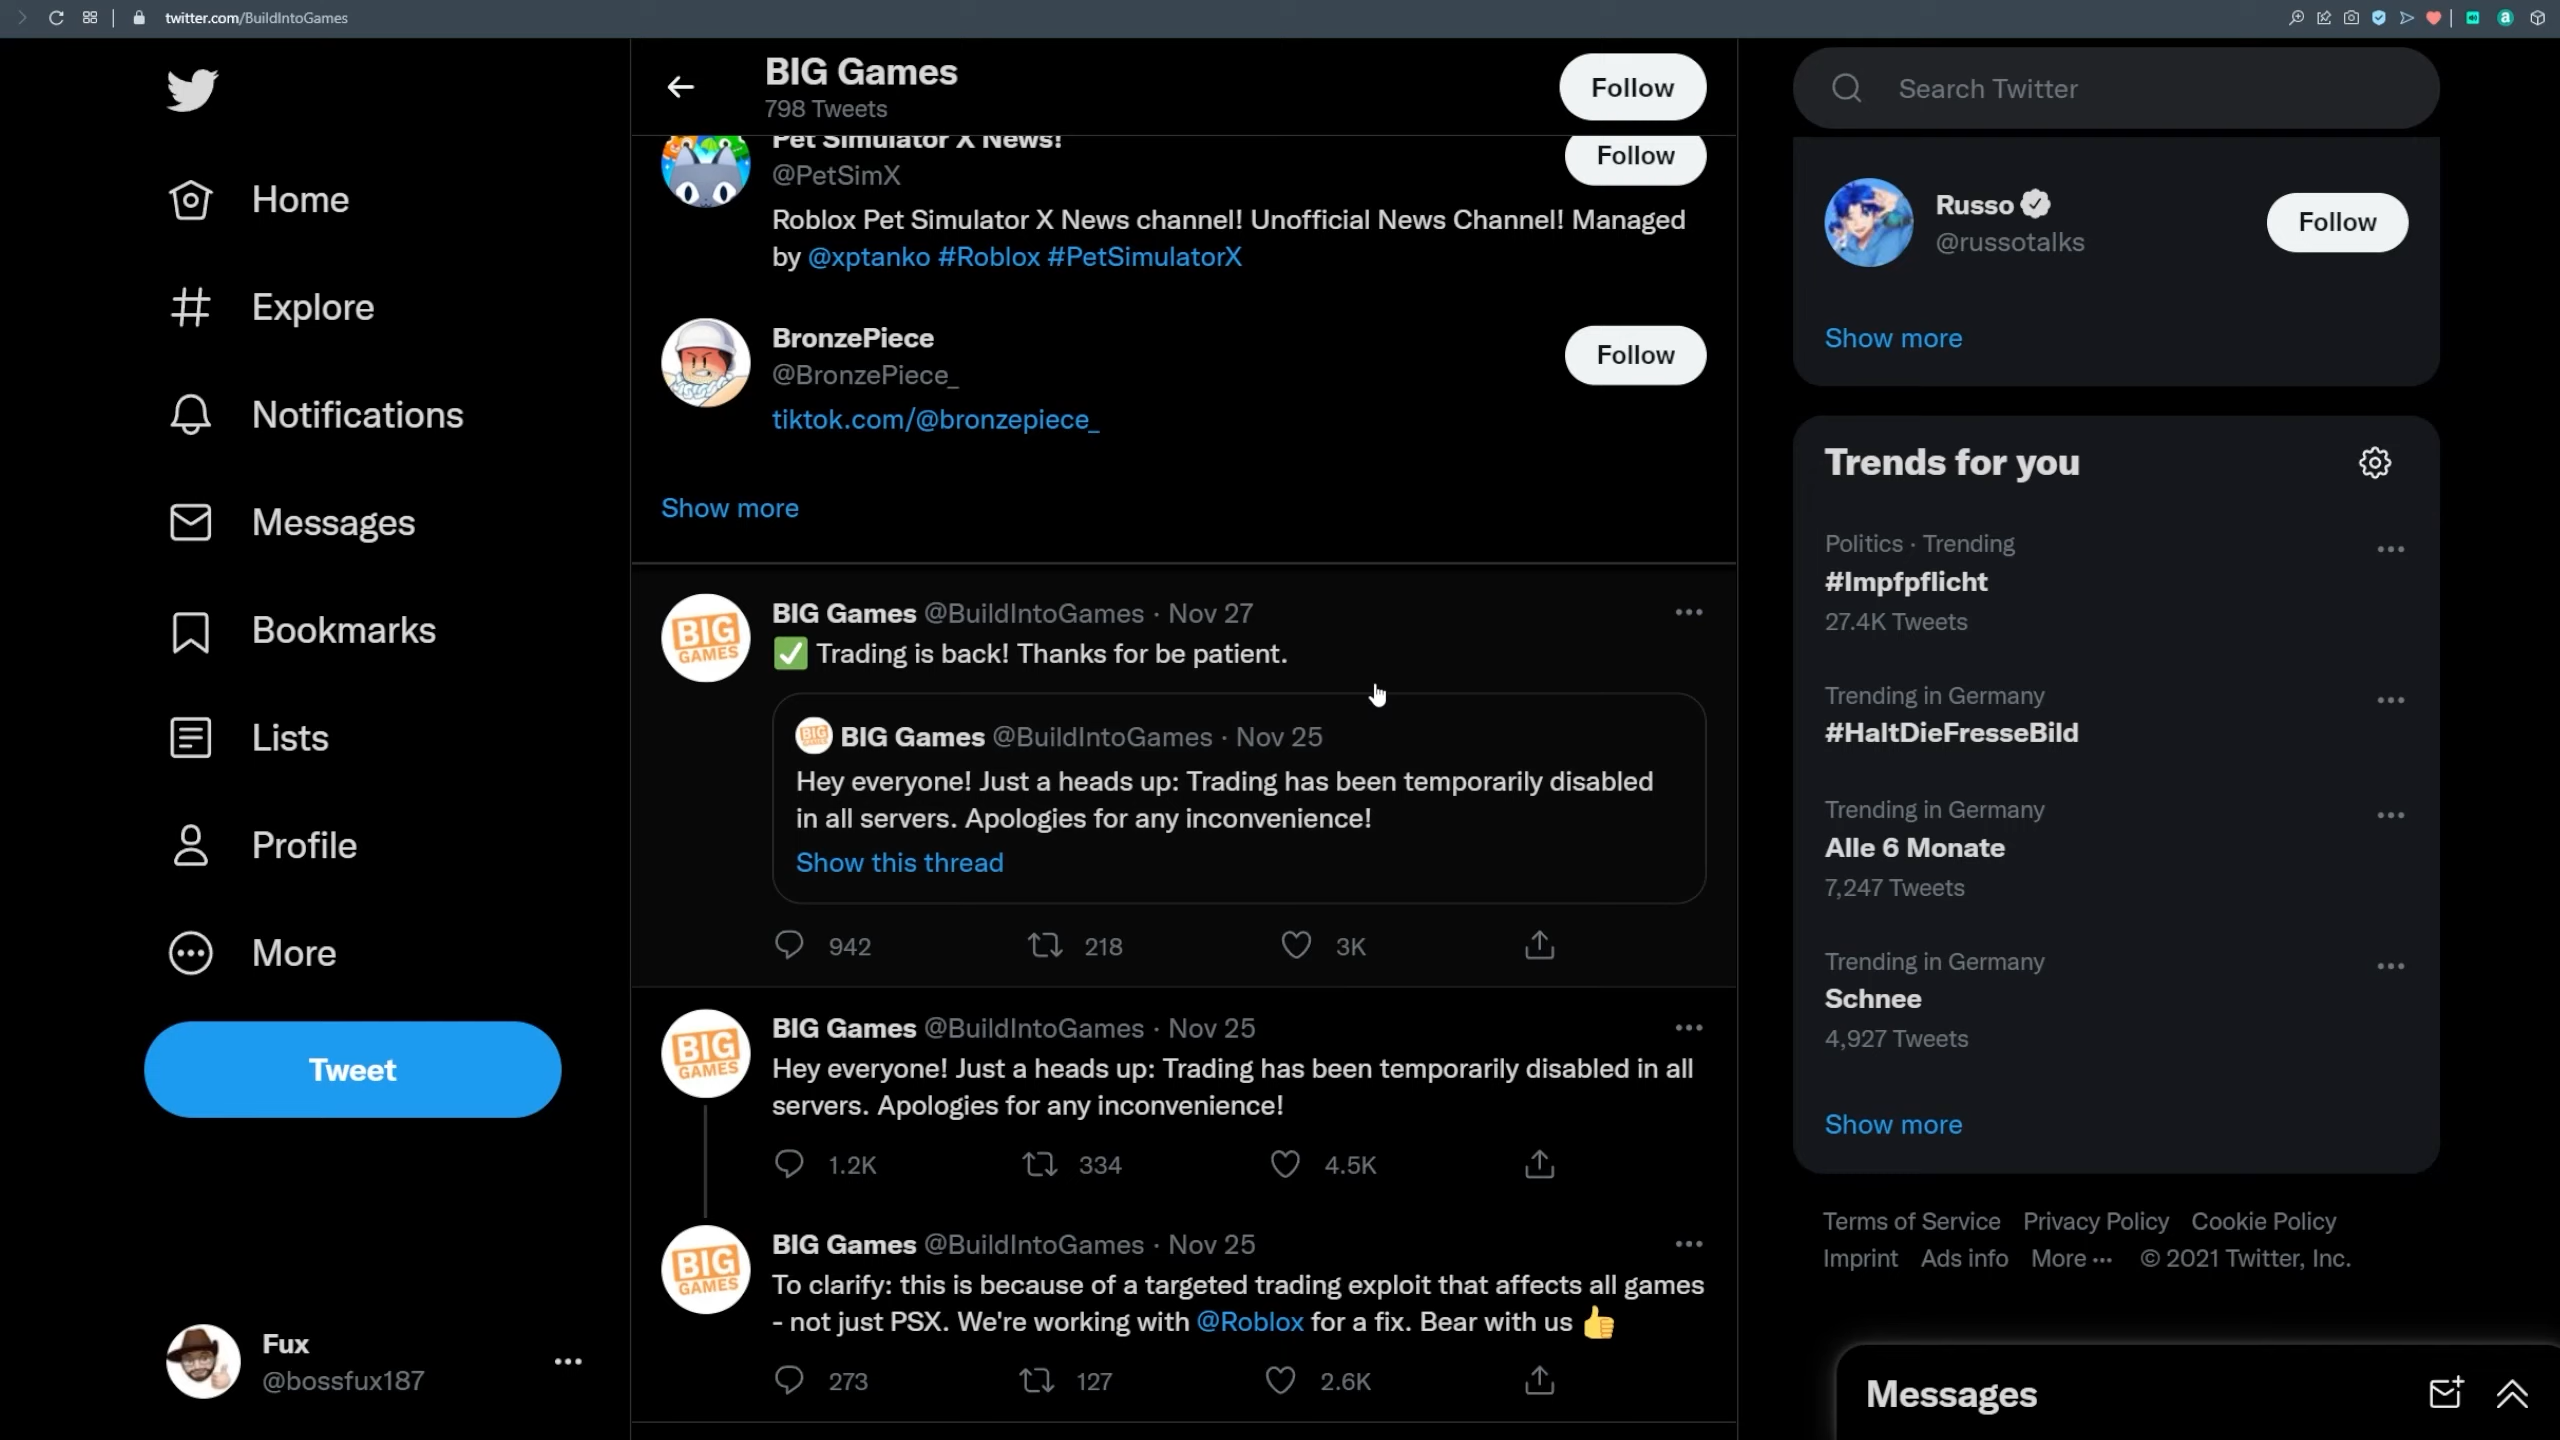 twitter.com/BuildIntoGames
BIG Games
798 Tweets
Follow
Pet Simulator X News!
@PetSimX
Follow
Roblox Pet Simulator X News channel! Unofficial News Channel! Managed
by @xptanko #Roblox #PetSimulatorX
BronzePiece
@BronzePiece_
Follow
tiktok.com/@bronzepiece_
Show more
BIG Games @BuildIntoGames · Nov 27
✅ Trading is back! Thanks for be patient.
BIG Games @BuildIntoGames · Nov 25
Hey everyone! Just a heads up: Trading has been temporarily disabled
in all servers. Apologies for any inconvenience!
Show this thread
942 218 3K
BIG Games @BuildIntoGames · Nov 25
Hey everyone! Just a heads up: Trading has been temporarily disabled in all
servers. Apologies for any inconvenience!
1.2K 334 4.5K
BIG Games @BuildIntoGames · Nov 25
To clarify: this is because of a targeted trading exploit that affects all games
- not just PSX. We're working with @Roblox for a fix. Bear with us 👍
273 127 2.6K
Home
Explore
Notifications
Messages
Bookmarks
Lists
Profile
More
Tweet
Fux
@bossfux187
Search Twitter
Russo
@russotalks
Follow
Show more
Trends for you
Politics · Trending
#Impfpflicht
27.4K Tweets
Trending in Germany
#HaltDieFresseBild
Trending in Germany
Alle 6 Monate
7,247 Tweets
Trending in Germany
Schnee
4,927 Tweets
Show more
Terms of Service Privacy Policy Cookie Policy
Imprint Ads info More ··· © 2021 Twitter, Inc.
Messages
BIG
GAMES
BIG
GAMES
BIG
GAMES
BIG
GAMES